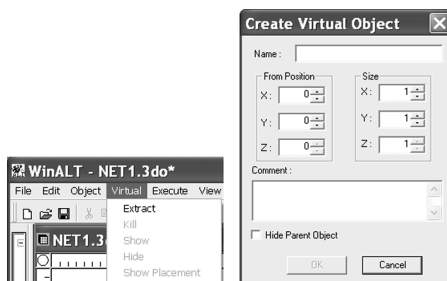 WinALT - NET1.3do*
File Edit Object Virtual Execute View
NET1.3
Extract
Kill
Show
Hide
Show Placement
Create Virtual Object
Name :
From Position
X: 0
Y: 0
Z: 0
Size
X: 1
Y: 1
Z: 1
Comment :
Hide Parent Object
OK Cancel